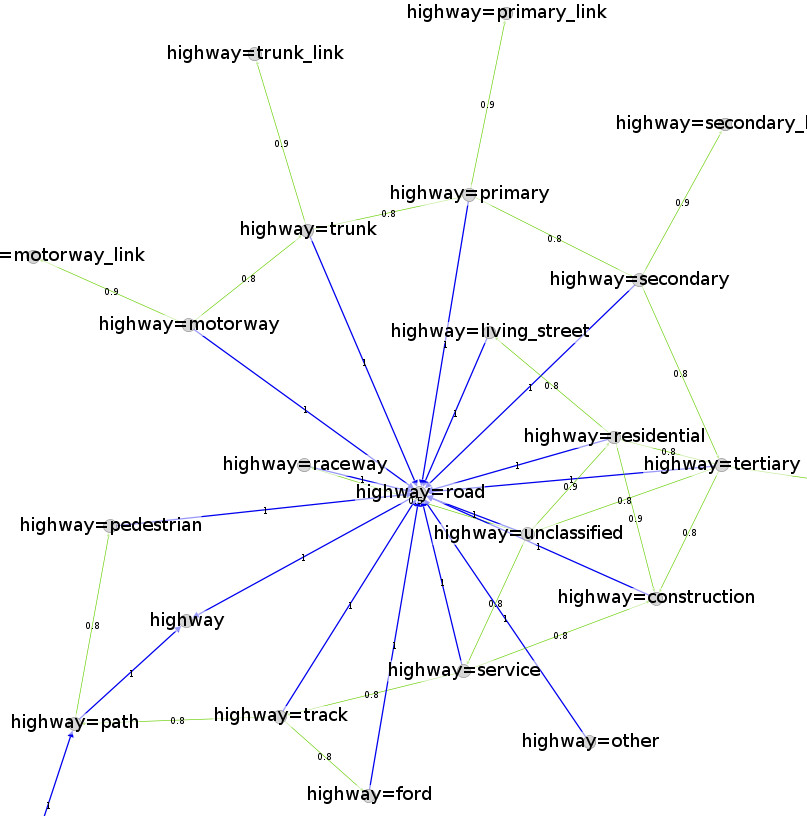 highway=primary_link
highway=trunk_link
0.9
highway=secondary_l
0.9
highway=primary
0.9
0.8
highway=trunk
0.8
=motorway_link
0.8
highway=secondary
0.9
highway=motorway
highway=living_street
1
1
0.8
0.8
1
1
1
highway=residential
0.8
highway=raceway
1
highway=tertiary
1
1
0.9
highway=road
0.5
0.8
1
1
0.9
highway=pedestrian
highway=unclassified
0.8
1
1
1
highway=construction
0.8
1
0.8
1
highway
0.8
1
highway=service
1
0.8
highway=path
0.8
highway=track
highway=other
0.8
highway=ford
1